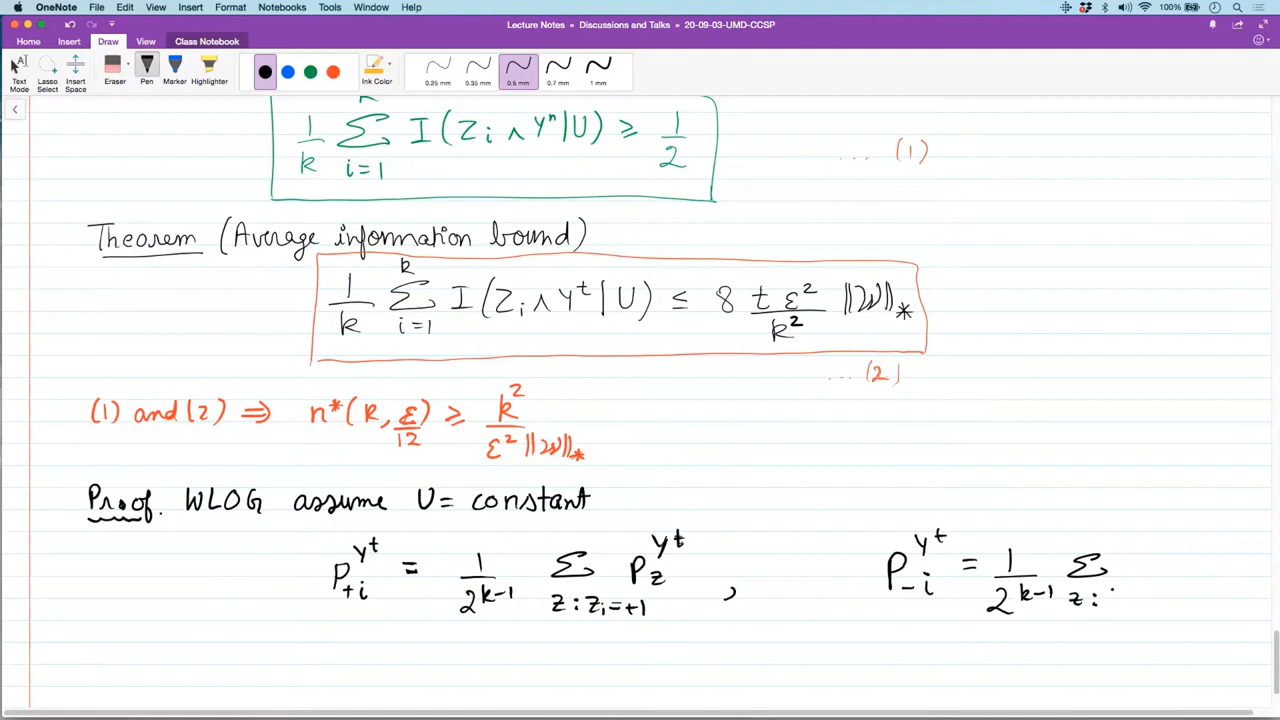 OneNote File Edit View Insert Format Notebooks Tools Window Help 100%
Lecture Notes » Discussions and Talks » 20-09-03-UMD-CCSP
Home Insert Draw View Class Notebook
Text Mode Lasso Select Insert Space Eraser Pen Marker Highlighter Ink Color 0.25 mm 0.35 mm 0.5 mm 0.7 mm 1 mm
1/k Σ_{i=1}^{k} I(Z_i ∧ Y^n | U) ≥ 1/2 ... (1)
Theorem (Average information bound)
1/k Σ_{i=1}^{k} I(Z_i ∧ Y^t | U) ≤ 8 tε²/k² ||W||_*
... (2)
(1) and (2) ⇒ n*(k, ε/12) ≥ k²/(ε² ||W||_*)
Proof. WLOG assume U = constant
P_{+i}^{Y^t} = 1/2^{k-1} Σ_{z: z_i=+1} P_z^{Y^t} , P_{-i}^{Y^t} = 1/2^{k-1} Σ_{z: